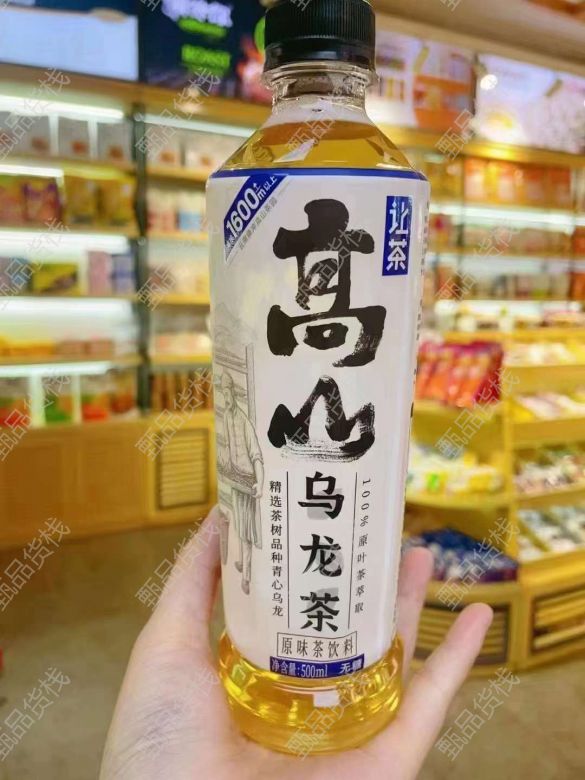 1600m以上
让茶
高山
乌龙茶
100%原叶茶萃取
精选茶树品种青心乌龙
原味茶饮料
净含量:500ml 无糖
甄品货栈